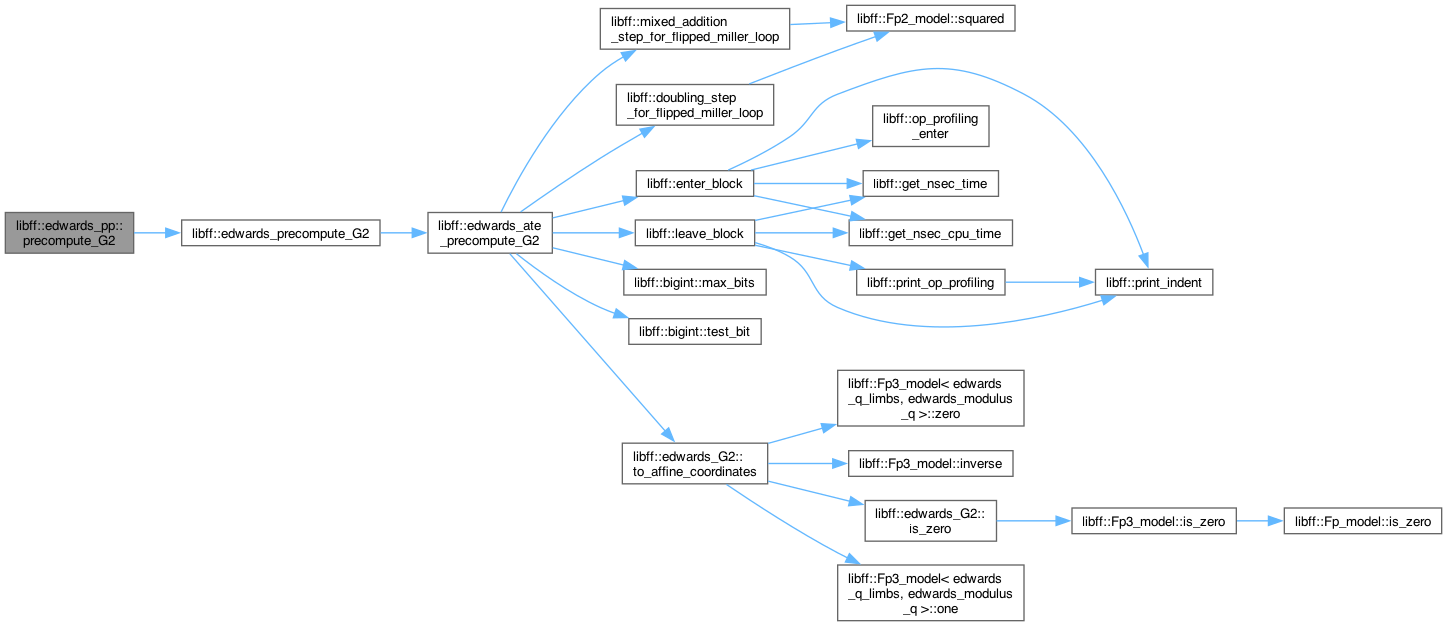 libff::edwards_pp::
precompute_G2
libff::edwards_precompute_G2
libff::edwards_ate
_precompute_G2
libff::mixed_addition
_step_for_flipped_miller_loop
libff::Fp2_model::squared
libff::doubling_step
_for_flipped_miller_loop
libff::enter_block
libff::op_profiling
_enter
libff::get_nsec_time
libff::leave_block
libff::get_nsec_cpu_time
libff::bigint::max_bits
libff::print_op_profiling
libff::print_indent
libff::bigint::test_bit
libff::edwards_G2::
to_affine_coordinates
libff::Fp3_model< edwards
_q_limbs, edwards_modulus
_q >::zero
libff::Fp3_model::inverse
libff::edwards_G2::
is_zero
libff::Fp3_model::is_zero
libff::Fp_model::is_zero
libff::Fp3_model< edwards
_q_limbs, edwards_modulus
_q >::one